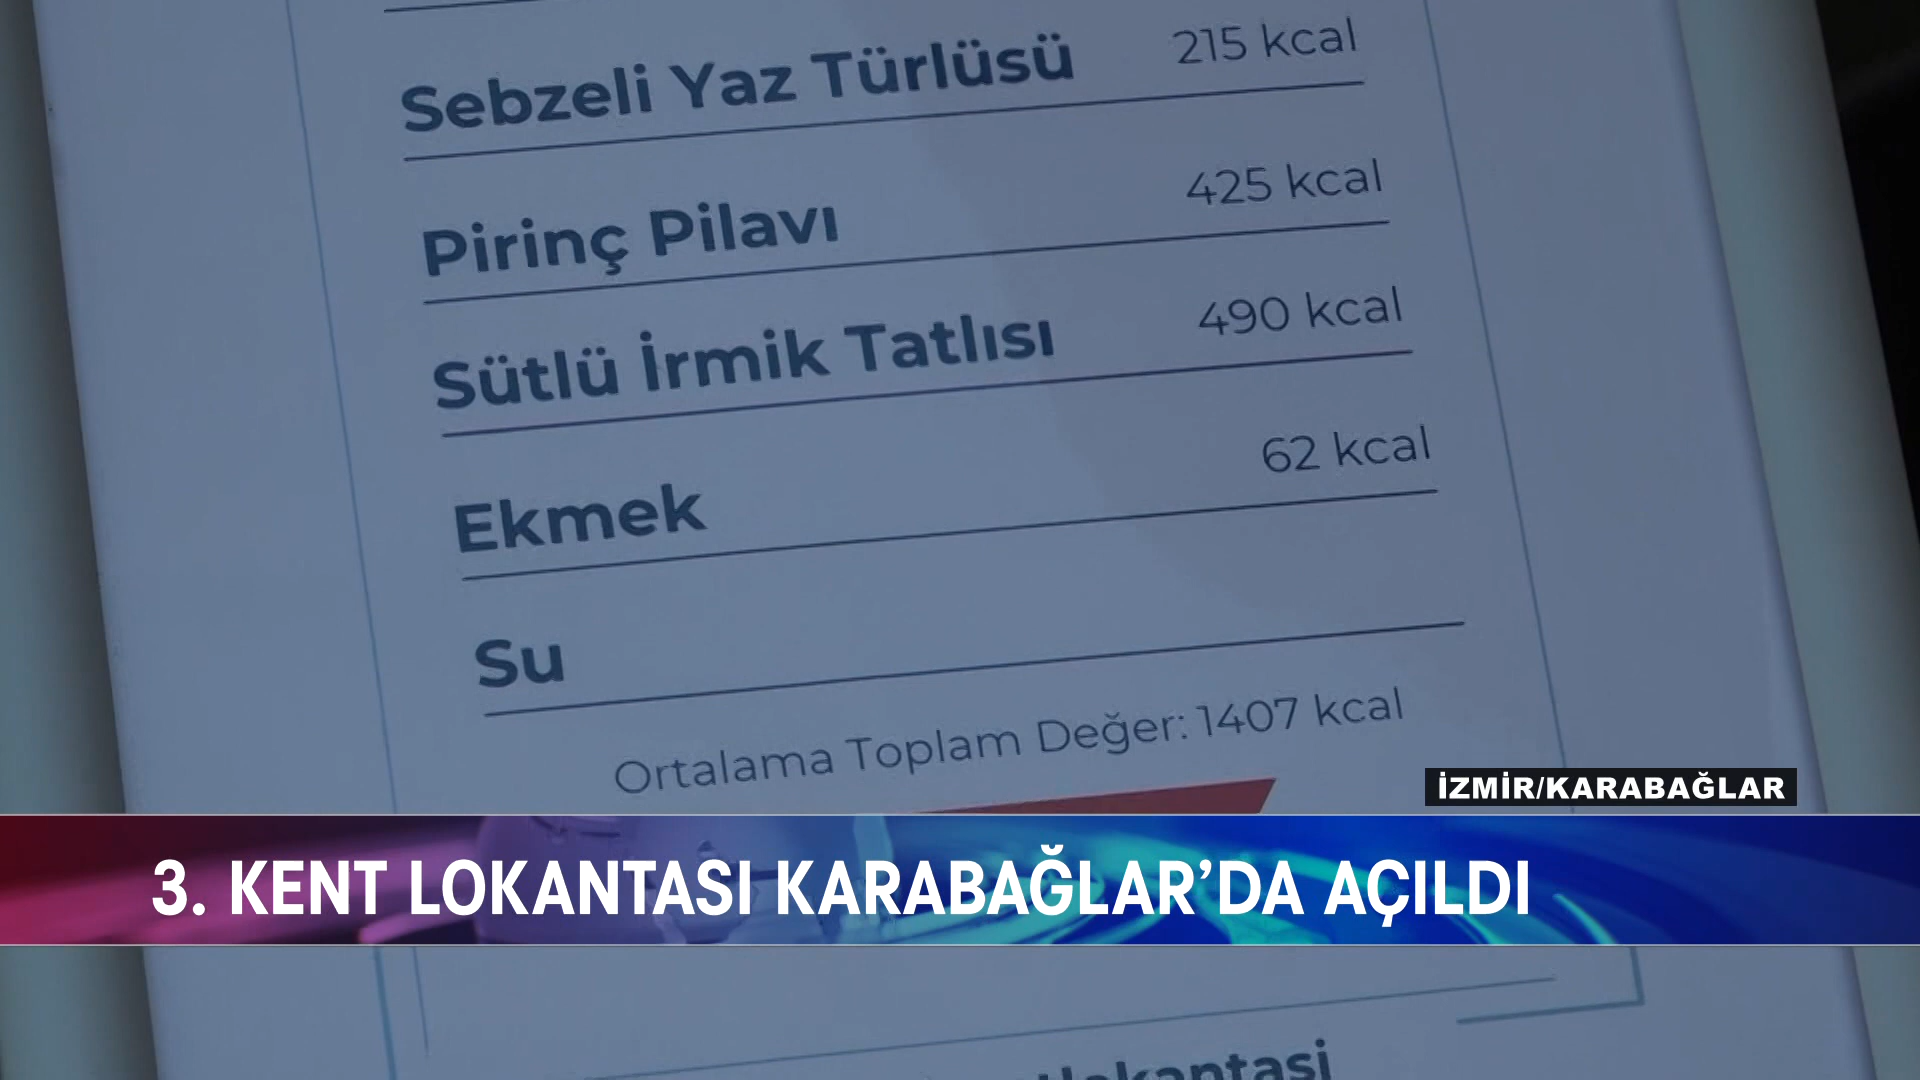 Sebzeli Yaz Türlüsü 215 kcal
Pirinç Pilavı 425 kcal
Sütlü İrmik Tatlısı 490 kcal
Ekmek 62 kcal
Su
Ortalama Toplam Değer: 1407 kcal
İZMİR/KARABAĞLAR
3. KENT LOKANTASI KARABAĞLAR’DA AÇILDI